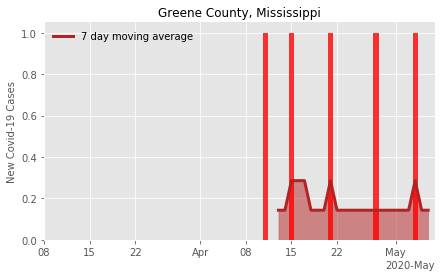 Greene County, Mississippi
7 day moving average
New Covid-19 Cases
1.0
0.8
0.6
0.4
0.2
0.0
08 15 22 Apr 08 15 22 May
2020-May